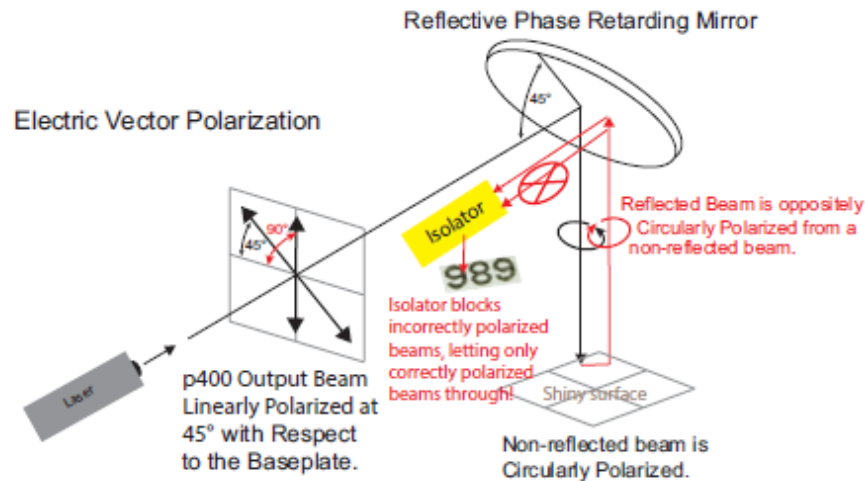 Reflective Phase Retarding Mirror
45°
Electric Vector Polarization
90°
45°
Isolator
Reflected Beam is oppositely
Circularly Polarized from a
non-reflected beam.
989
Isolator blocks
incorrectly polarized
beams, letting only
correctly polarized
beams through!
Laser
p400 Output Beam
Linearly Polarized at
45° with Respect
to the Baseplate.
Shiny surface
Non-reflected beam is
Circularly Polarized.